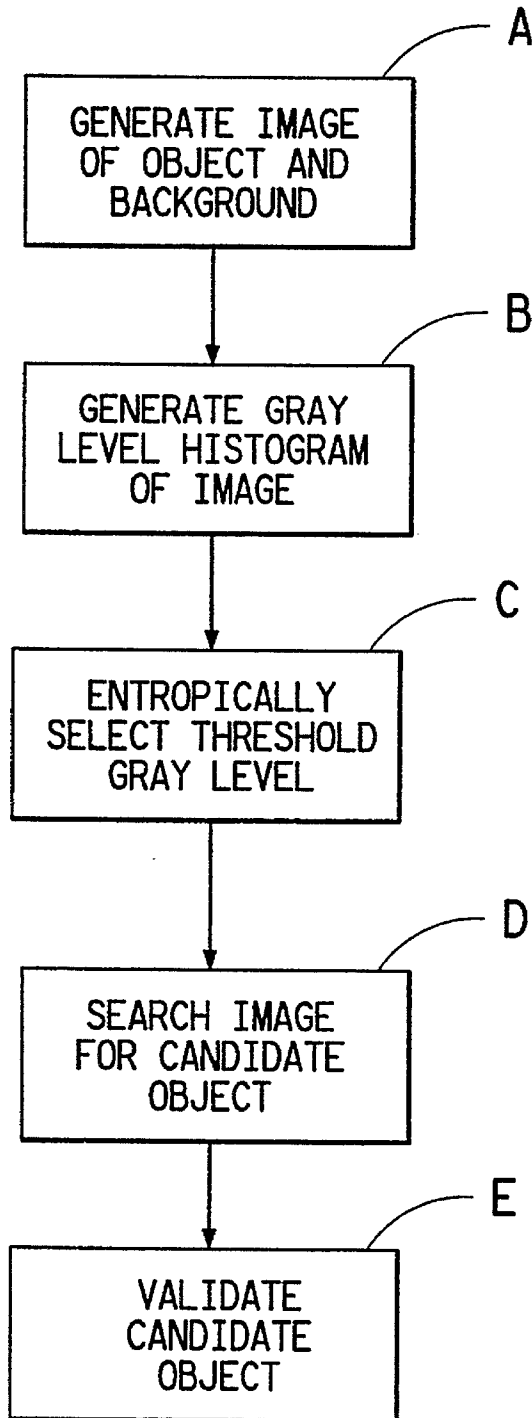 A
GENERATE IMAGE
OF OBJECT AND
BACKGROUND
B
GENERATE GRAY
LEVEL HISTOGRAM
OF IMAGE
C
ENTROPICALLY
SELECT THRESHOLD
GRAY LEVEL
D
SEARCH IMAGE
FOR CANDIDATE
OBJECT
E
VALIDATE
CANDIDATE
OBJECT